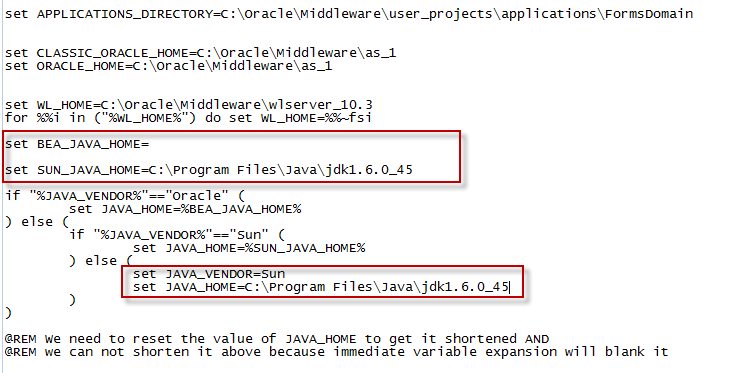 set APPLICATIONS_DIRECTORY=C:\Oracle\Middleware\user_projects\applications\FormsDomain
set CLASSIC_ORACLE_HOME=C:\Oracle\Middleware\as_1
set ORACLE_HOME=C:\Oracle\Middleware\as_1
set WL_HOME=C:\Oracle\Middleware\wlserver_10.3
for %%i in ("%WL_HOME%") do set WL_HOME=%%~fsi
set BEA_JAVA_HOME=
set SUN_JAVA_HOME=C:\Program Files\Java\jdk1.6.0_45
if "%JAVA_VENDOR%"=="Oracle" (
set JAVA_HOME=%BEA_JAVA_HOME%
) else (
if "%JAVA_VENDOR%"=="Sun" (
set JAVA_HOME=%SUN_JAVA_HOME%
) else (
set JAVA_VENDOR=Sun
set JAVA_HOME=C:\Program Files\Java\jdk1.6.0_45
)
)
@REM We need to reset the value of JAVA_HOME to get it shortened AND
@REM we can not shorten it above because immediate variable expansion will blank it